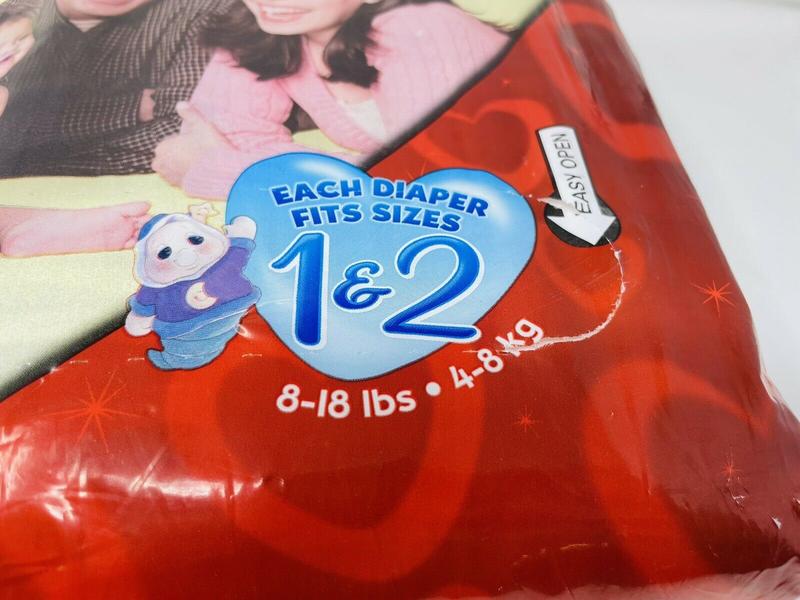 EASY OPEN
EACH DIAPER
FITS SIZES
1&2
8-18 lbs • 4-8 kg